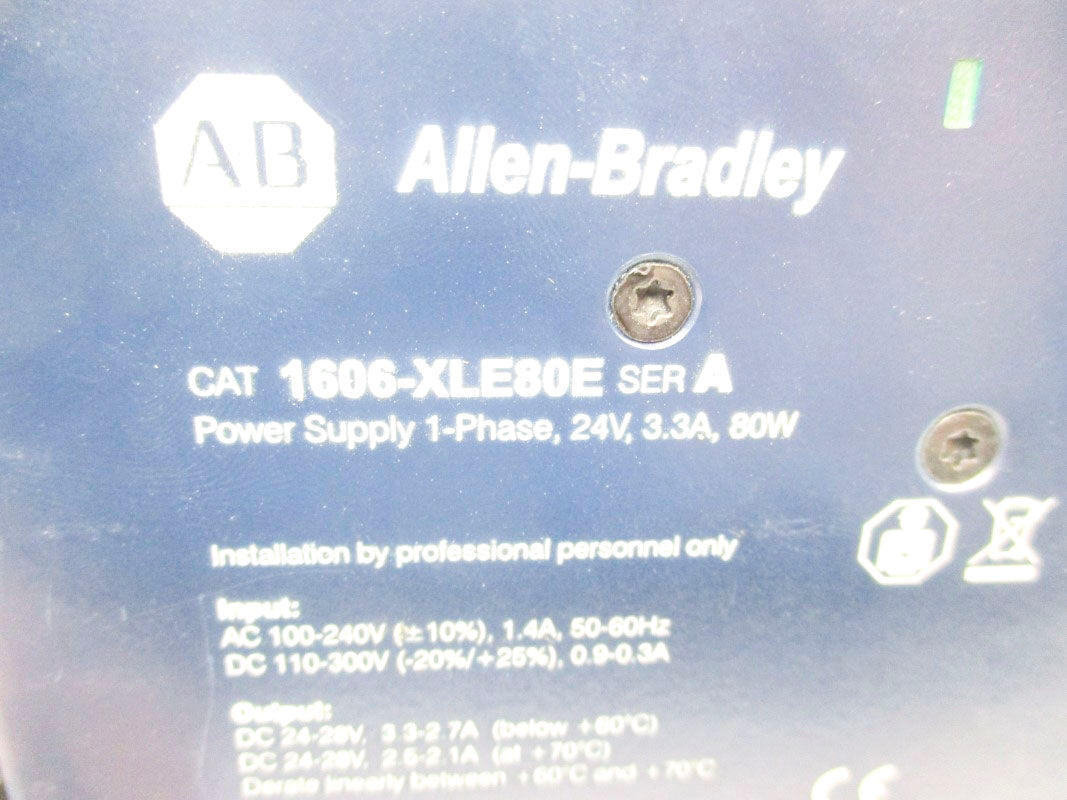 AB Allen-Bradley
CAT 1606-XLE80E SER A
Power Supply 1-Phase, 24V, 3.3A, 80W
Installation by professional personnel only
Input:
AC 100-240V (±10%), 1.4A, 50-60Hz
DC 110-300V (-20%/+25%), 0.9-0.3A
Output:
DC 24-28V, 3.3-2.7A (below +60°C)
DC 24-28V, 2.5-2.1A (at +70°C)
Derate linearly between +60°C and +70°C
CE